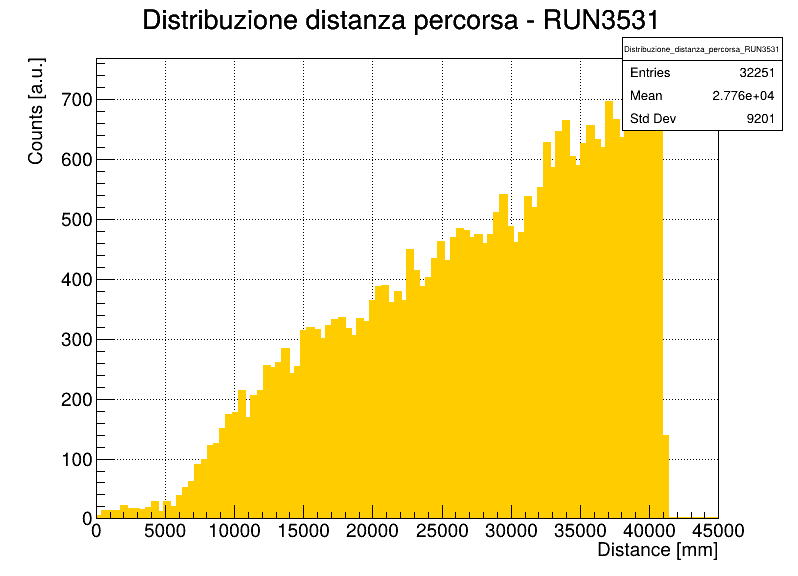 Distribuzione distanza percorsa - RUN3531
Distribuzione_distanza_percorsa_RUN3531
Entries 32251
Mean 2.776e+04
Std Dev 9201
Counts [a.u.]
700
600
500
400
300
200
100
0
0 5000 10000 15000 20000 25000 30000 35000 40000 45000
Distance [mm]